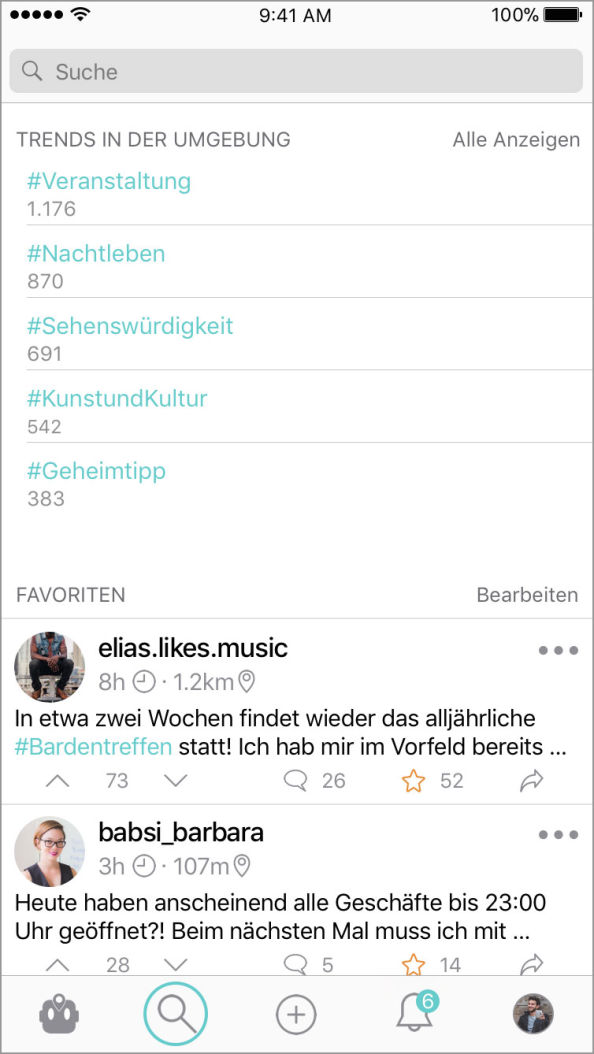 9:41 AM 100%
Suche
TRENDS IN DER UMGEBUNG Alle Anzeigen
#Veranstaltung
1.176
#Nachtleben
870
#Sehenswürdigkeit
691
#KunstundKultur
542
#Geheimtipp
383
FAVORITEN Bearbeiten
elias.likes.music
8h · 1.2km
In etwa zwei Wochen findet wieder das alljährliche
#Bardentreffen statt! Ich hab mir im Vorfeld bereits ...
73 26 52
babsi_barbara
3h · 107m
Heute haben anscheinend alle Geschäfte bis 23:00
Uhr geöffnet?! Beim nächsten Mal muss ich mit ...
28 5 14
6